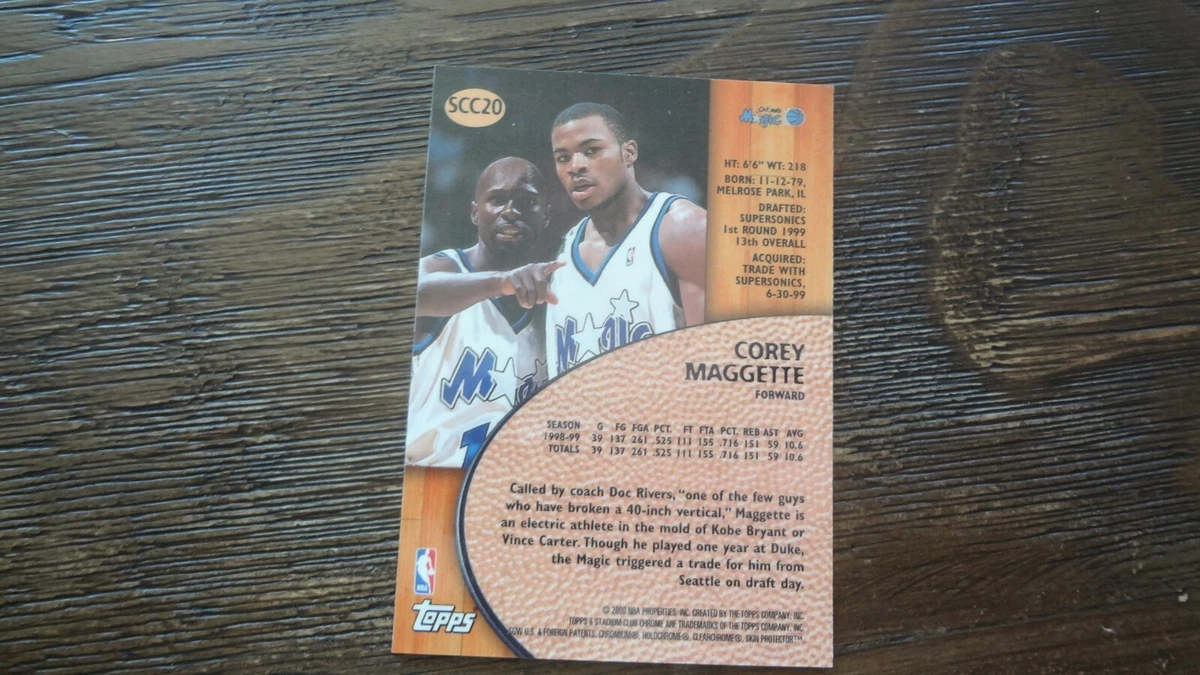 SCC20
Orlando
Magic
HT: 6'6" WT: 218
BORN: 11-12-79,
MELROSE PARK, IL
DRAFTED:
SUPERSONICS
1st ROUND 1999
13th OVERALL
ACQUIRED:
TRADE WITH
SUPERSONICS,
6-30-99
Magic
Magic
1
COREY
MAGGETTE
FORWARD
SEASON G FG FGA PCT. FT FTA PCT. REB AST AVG
1998-99 39 137 261 .525 111 155 .716 151 59 10.6
TOTALS 39 137 261 .525 111 155 .716 151 59 10.6
Called by coach Doc Rivers, "one of the few guys
who have broken a 40-inch vertical," Maggette is
an electric athlete in the mold of Kobe Bryant or
Vince Carter. Though he played one year at Duke,
the Magic triggered a trade for him from
Seattle on draft day.
NBA
TOPPS
© 2000 NBA PROPERTIES, INC. CREATED BY THE TOPPS COMPANY, INC.
TOPPS & STADIUM CLUB CHROME ARE TRADEMARKS OF THE TOPPS COMPANY, INC.
SGW U.S. & FOREIGN PATENTS. CHROMIUM®, HOLOCHROME®, CLEARCHROME®, SKIN PROTECTOR™